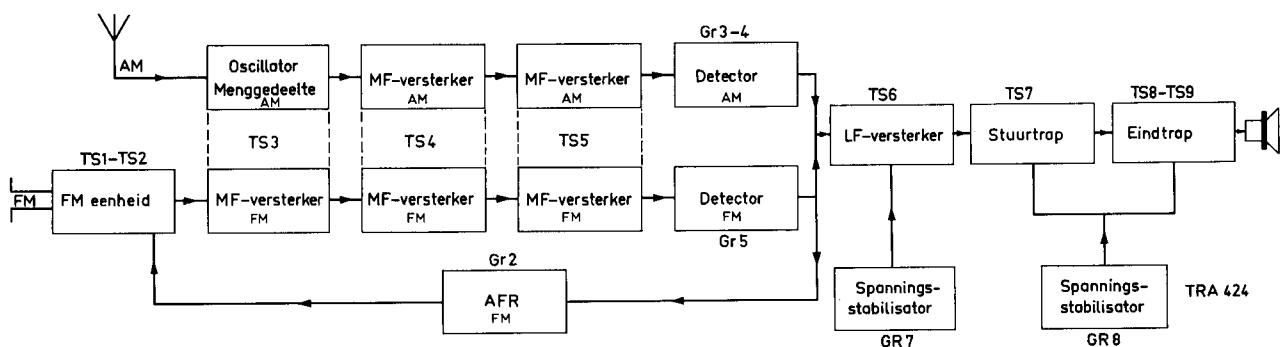 AM
Oscillator
Menggedeelte
AM
MF-versterker
AM
MF-versterker
AM
Gr3-4
Detector
AM
TS3
TS4
TS5
TS6
LF-versterker
TS7
Stuurtrap
TS8-TS9
Eindtrap
TS1-TS2
FM
FM eenheid
MF-versterker
FM
MF-versterker
FM
MF-versterker
FM
Detector
FM
Gr5
Gr2
AFR
FM
Spannings-
stabilisator
GR7
Spannings-
stabilisator
GR8
TRA 424